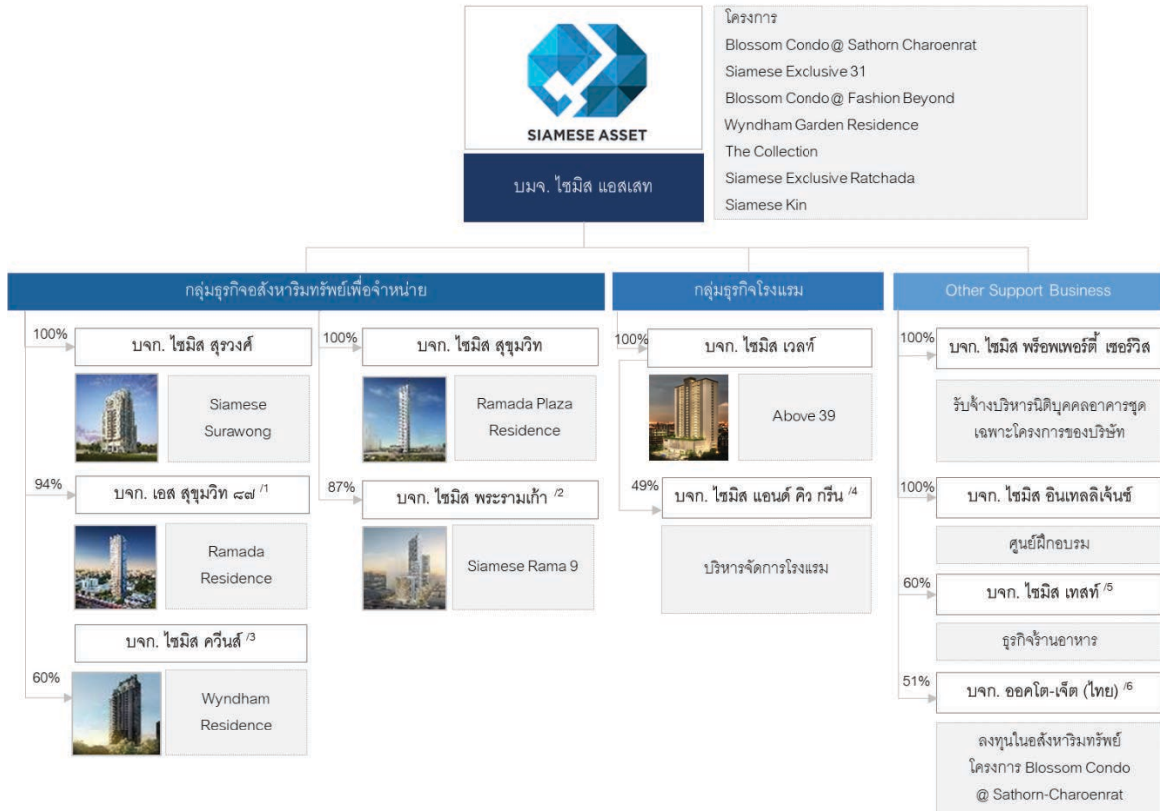 SIAMESE ASSET
บมจ. ไซมิส แอสเสท
โครงการ
Blossom Condo @ Sathorn Charoenrat
Siamese Exclusive 31
Blossom Condo @ Fashion Beyond
Wyndham Garden Residence
The Collection
Siamese Exclusive Ratchada
Siamese Kin
กลุ่มธุรกิจอสังหาริมทรัพย์เพื่อจำหน่าย
100%
บจก. ไซมิส สุรวงศ์
Siamese
Surawong
94%
บจก. เอส สุขุมวิท ๘๗ /1
Ramada
Residence
บจก. ไซมิส ควีนส์ /3
60%
Wyndham
Residence
100%
บจก. ไซมิส สุขุมวิท
Ramada Plaza
Residence
87%
บจก. ไซมิส พระรามเก้า /2
Siamese Rama 9
กลุ่มธุรกิจโรงแรม
100%
บจก. ไซมิส เวลท์
Above 39
49%
บจก. ไซมิส แอนด์ คิว กรีน /4
บริหารจัดการโรงแรม
Other Support Business
100%
บจก. ไซมิส พร็อพเพอร์ตี้ เซอร์วิส
รับจ้างบริหารนิติบุคคลอาคารชุด
เฉพาะโครงการของบริษัท
100%
บจก. ไซมิส อินเทลลิเจ้นซ์
ศูนย์ฝึกอบรม
60%
บจก. ไซมิส เทสท์ /5
ธุรกิจร้านอาหาร
51%
บจก. ออคโต-เจ็ต (ไทย) /6
ลงทุนในอสังหาริมทรัพย์
โครงการ Blossom Condo
@ Sathorn-Charoenrat